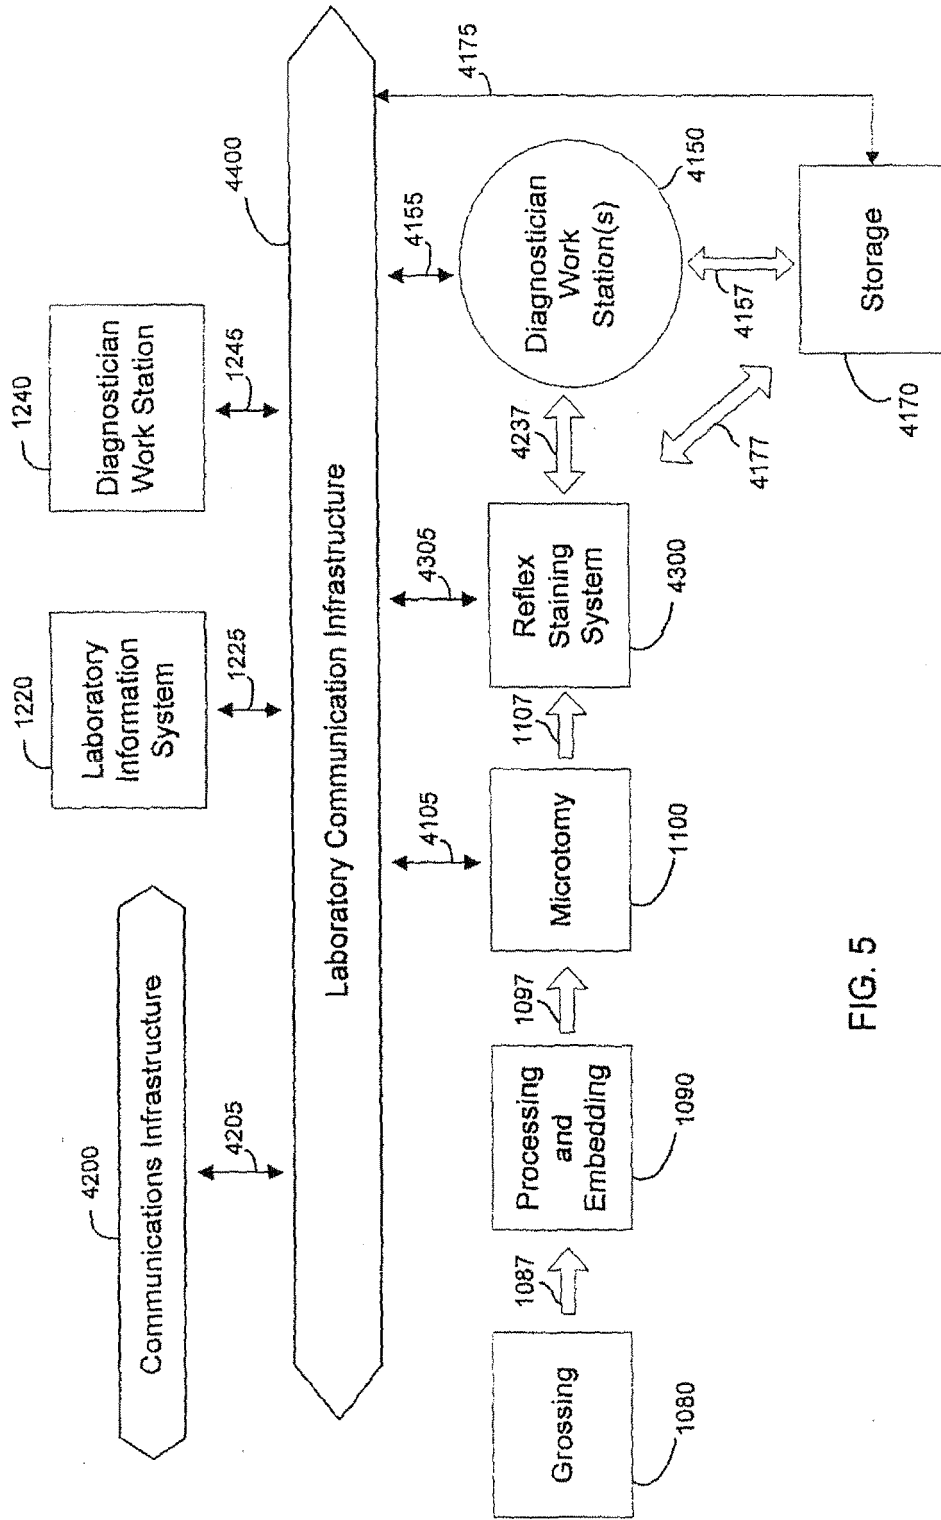 4200
Communications Infrastructure
4205
1220
Laboratory
Information
System
1225
1240
Diagnostician
Work Station
1245
4400
Laboratory Communication Infrastructure
4105
4305
4155
4175
Grossing
1080
1087
Processing
and
Embedding
1090
1097
Microtomy
1100
1107
Reflex
Staining
System
4300
4237
Diagnostician
Work
Station(s)
4150
4157
4177
Storage
4170
FIG. 5